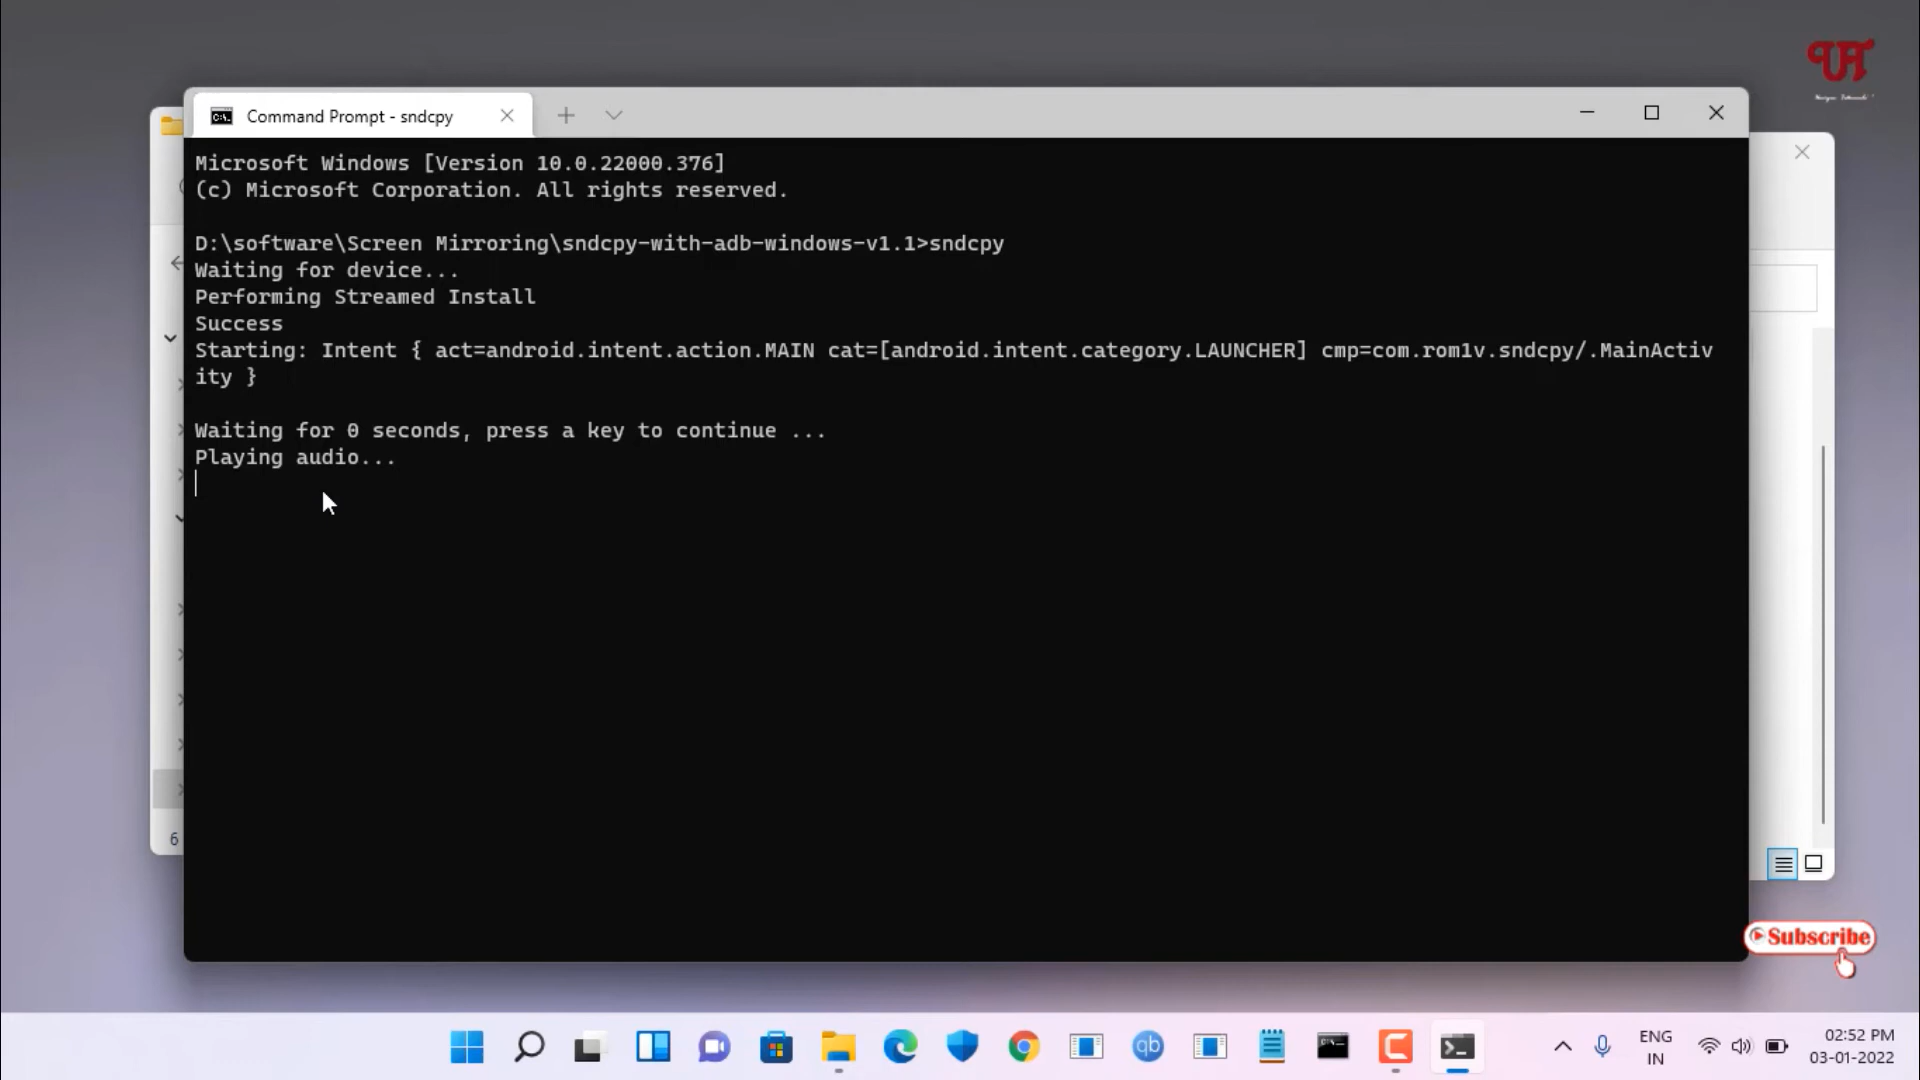 UT
Command Prompt - sndcpy
Microsoft Windows [Version 10.0.22000.376]
(c) Microsoft Corporation. All rights reserved.
D:\software\Screen Mirroring\sndcpy-with-adb-windows-v1.1>sndcpy
Waiting for device...
Performing Streamed Install
Success
Starting: Intent { act=android.intent.action.MAIN cat=[android.intent.category.LAUNCHER] cmp=com.rom1v.sndcpy/.MainActiv
ity }
Waiting for 0 seconds, press a key to continue ...
Playing audio...
6
Subscribe
qb
ENG
IN
02:52 PM
03-01-2022